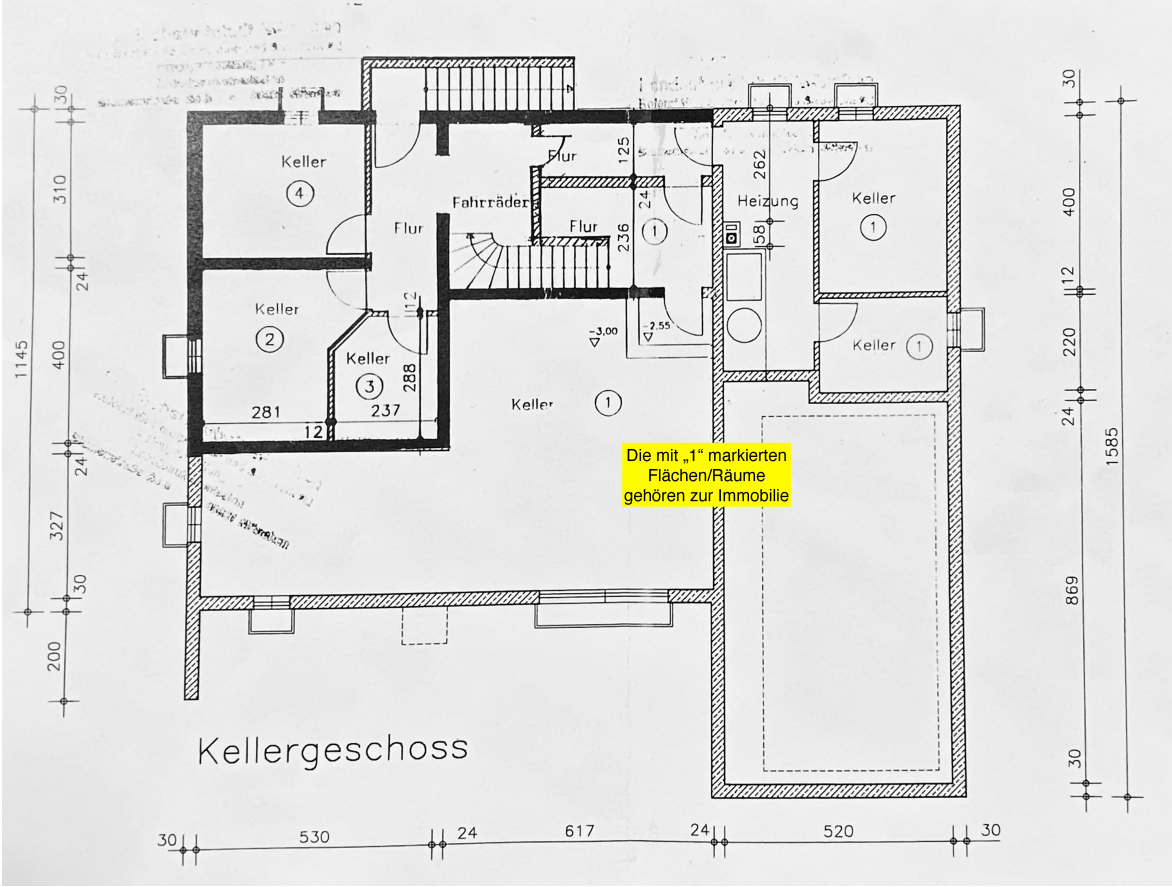 30
310
24
400
24
327
30
200
1145
Keller
4
Flur
Fahrräder
Flur
125
24
Flur
236
1
262
Heizung
58
Keller
1
30
400
12
220
24
869
30
1585
Keller
2
Keller
3
12
288
281
12
237
-3,00
-2,55
Keller
1
Keller
1
Die mit „1“ markierten
Flächen/Räume
gehören zur Immobilie
Kellergeschoss
30
530
24
617
24
520
30